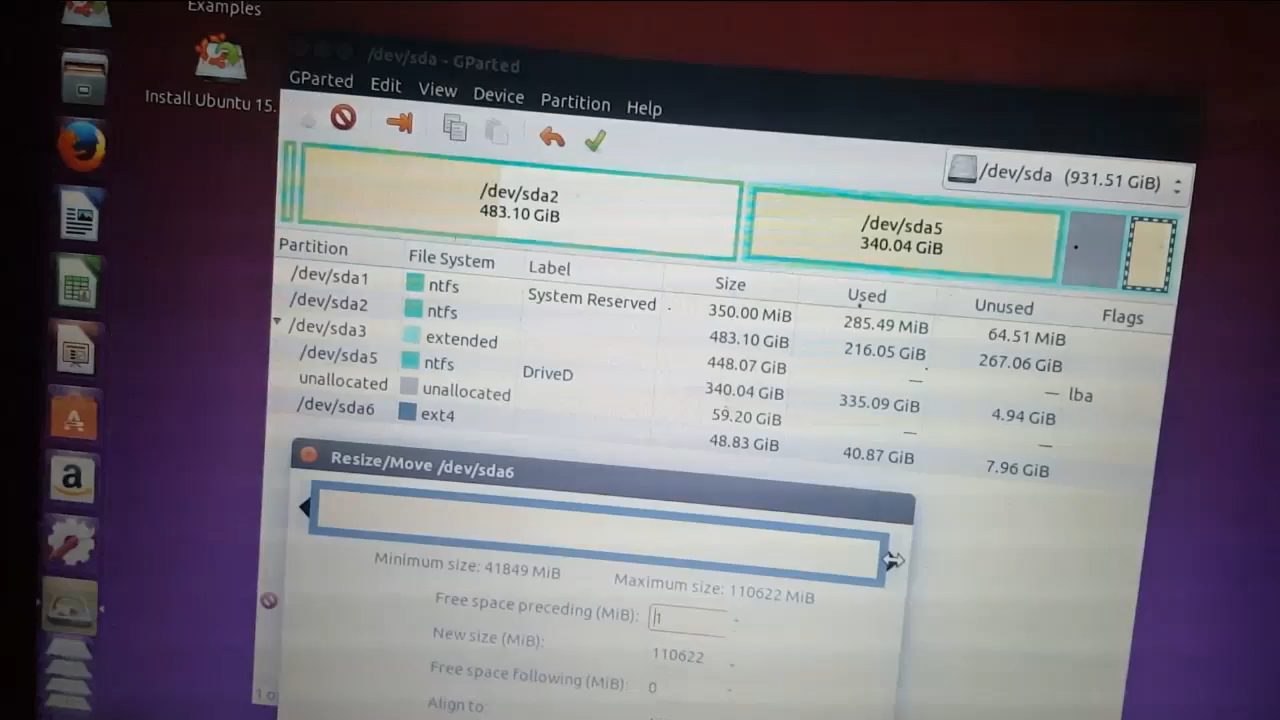 Examples
Install Ubuntu 15.
/dev/sda - GParted
GParted Edit View Device Partition Help
/dev/sda (931.51 GiB)
/dev/sda2
483.10 GiB
/dev/sda5
340.04 GiB
Partition File System Label Size Used Unused Flags
/dev/sda1 ntfs System Reserved 350.00 MiB 285.49 MiB 64.51 MiB
/dev/sda2 ntfs 483.10 GiB 216.05 GiB 267.06 GiB
/dev/sda3 extended 448.07 GiB — — lba
/dev/sda5 ntfs DriveD 340.04 GiB 335.09 GiB 4.94 GiB
unallocated unallocated 59.20 GiB — —
/dev/sda6 ext4 48.83 GiB 40.87 GiB 7.96 GiB
Resize/Move /dev/sda6
Minimum size: 41849 MiB Maximum size: 110622 MiB
Free space preceding (MiB): 1
New size (MiB): 110622
Free space following (MiB): 0
Align to